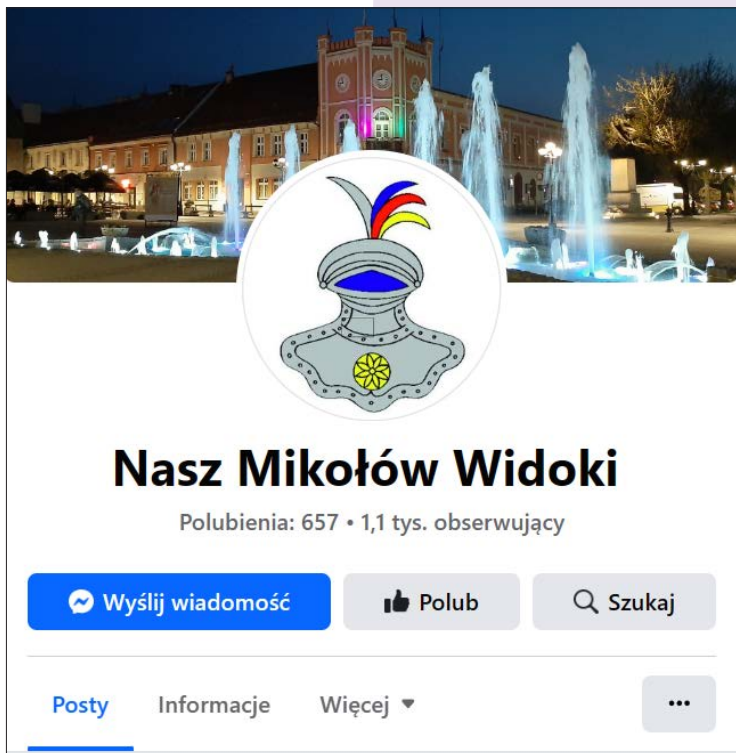 Nasz Mikołów Widoki
Polubienia: 657 • 1,1 tys. obserwujący
Wyślij wiadomość Polub Szukaj
Posty Informacje Więcej